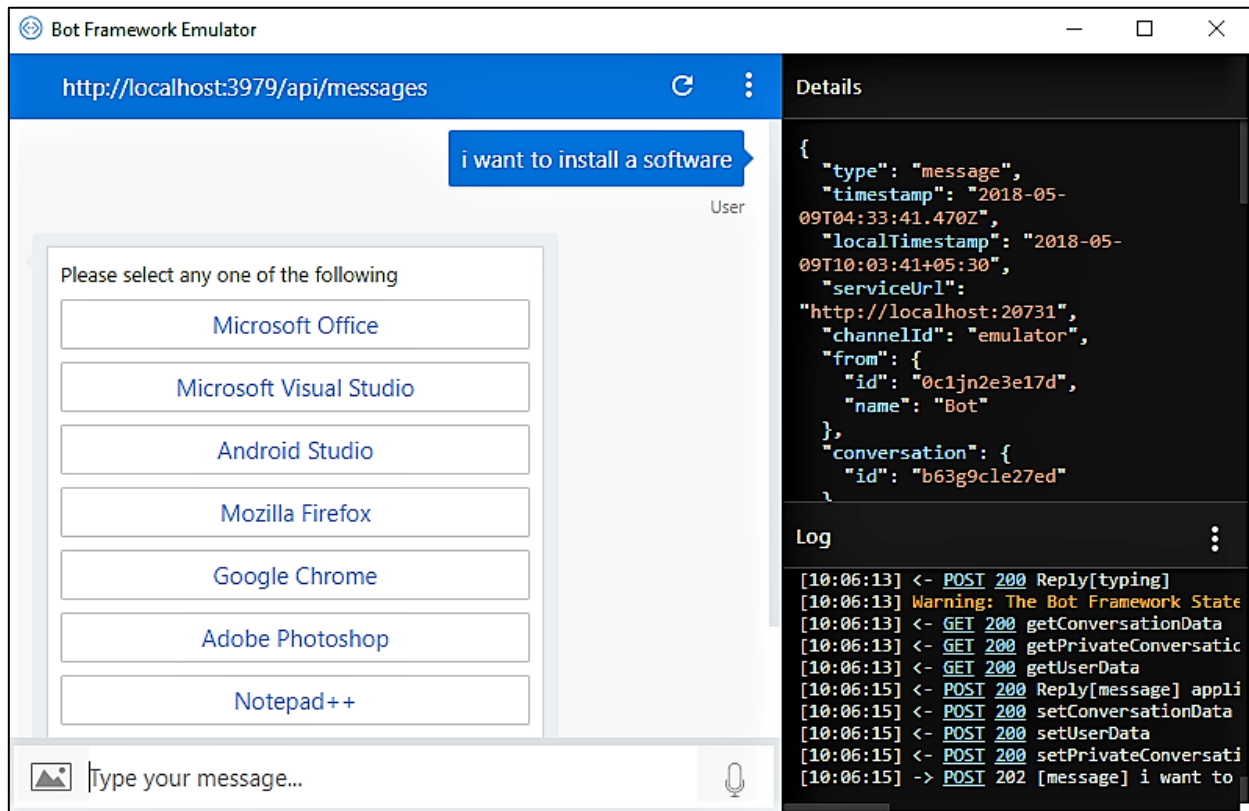 Bot Framework Emulator
http://localhost:3979/api/messages
i want to install a software
User
Please select any one of the following
Microsoft Office
Microsoft Visual Studio
Android Studio
Mozilla Firefox
Google Chrome
Adobe Photoshop
Notepad++
Type your message...
Details
{
"type": "message",
"timestamp": "2018-05-
09T04:33:41.470Z",
"localTimestamp": "2018-05-
09T10:03:41+05:30",
"serviceUrl":
"http://localhost:20731",
"channelId": "emulator",
"from": {
"id": "0c1jn2e3e17d",
"name": "Bot"
},
"conversation": {
"id": "b63g9cle27ed"
}
Log
[10:06:13] <- POST 200 Reply[typing]
[10:06:13] Warning: The Bot Framework State
[10:06:13] <- GET 200 getConversationData
[10:06:13] <- GET 200 getPrivateConversatic
[10:06:13] <- GET 200 getUserData
[10:06:15] <- POST 200 Reply[message] appli
[10:06:15] <- POST 200 setConversationData
[10:06:15] <- POST 200 setUserData
[10:06:15] <- POST 200 setPrivateConversati
[10:06:15] -> POST 202 [message] i want to